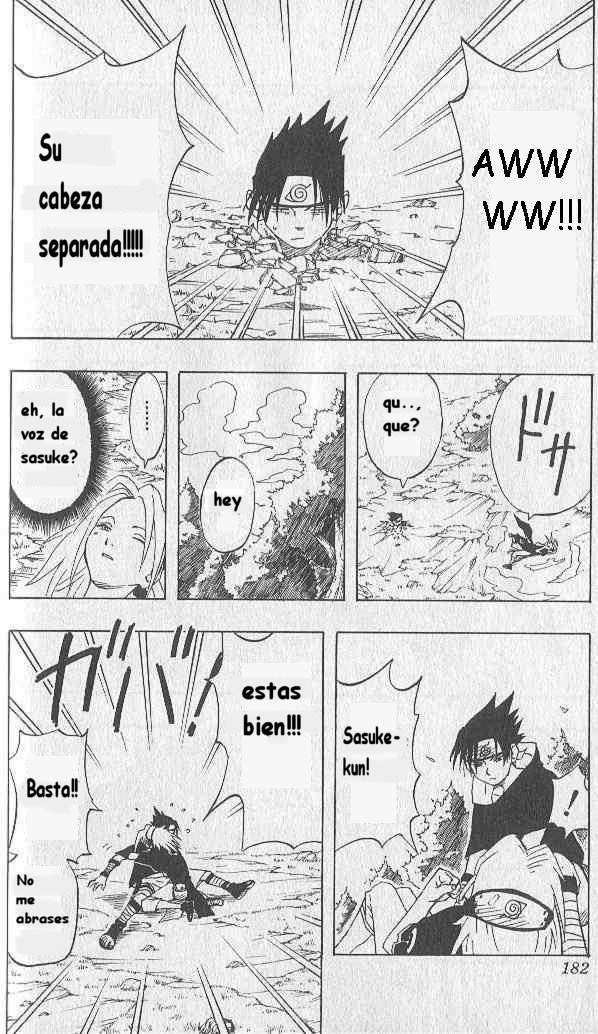 AWW
WW!!!
Su
cabeza
separada!!!!!
ドサッ
qu..,
que?
hey
......
eh, la
voz de
sasuke?
!
Sasuke-
kun!
estas
bien!!!
ガバ!
Basta!!
No
me
abrases
182